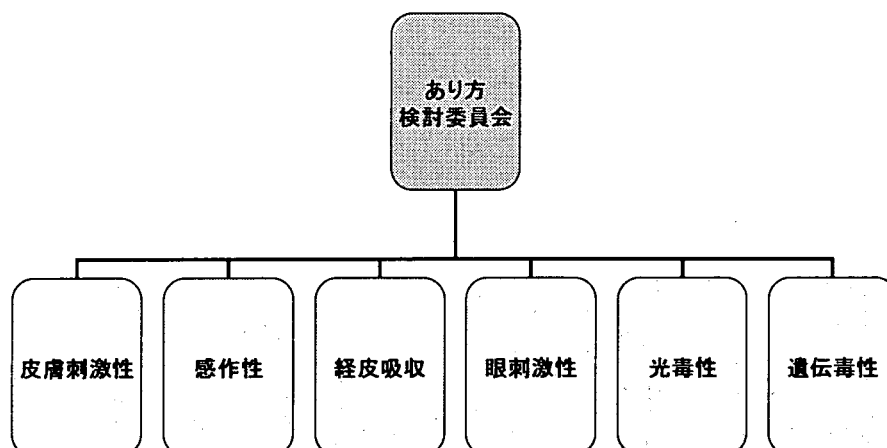 あり方
検討委員会
皮膚刺激性
感作性
経皮吸収
眼刺激性
光毒性
遺伝毒性